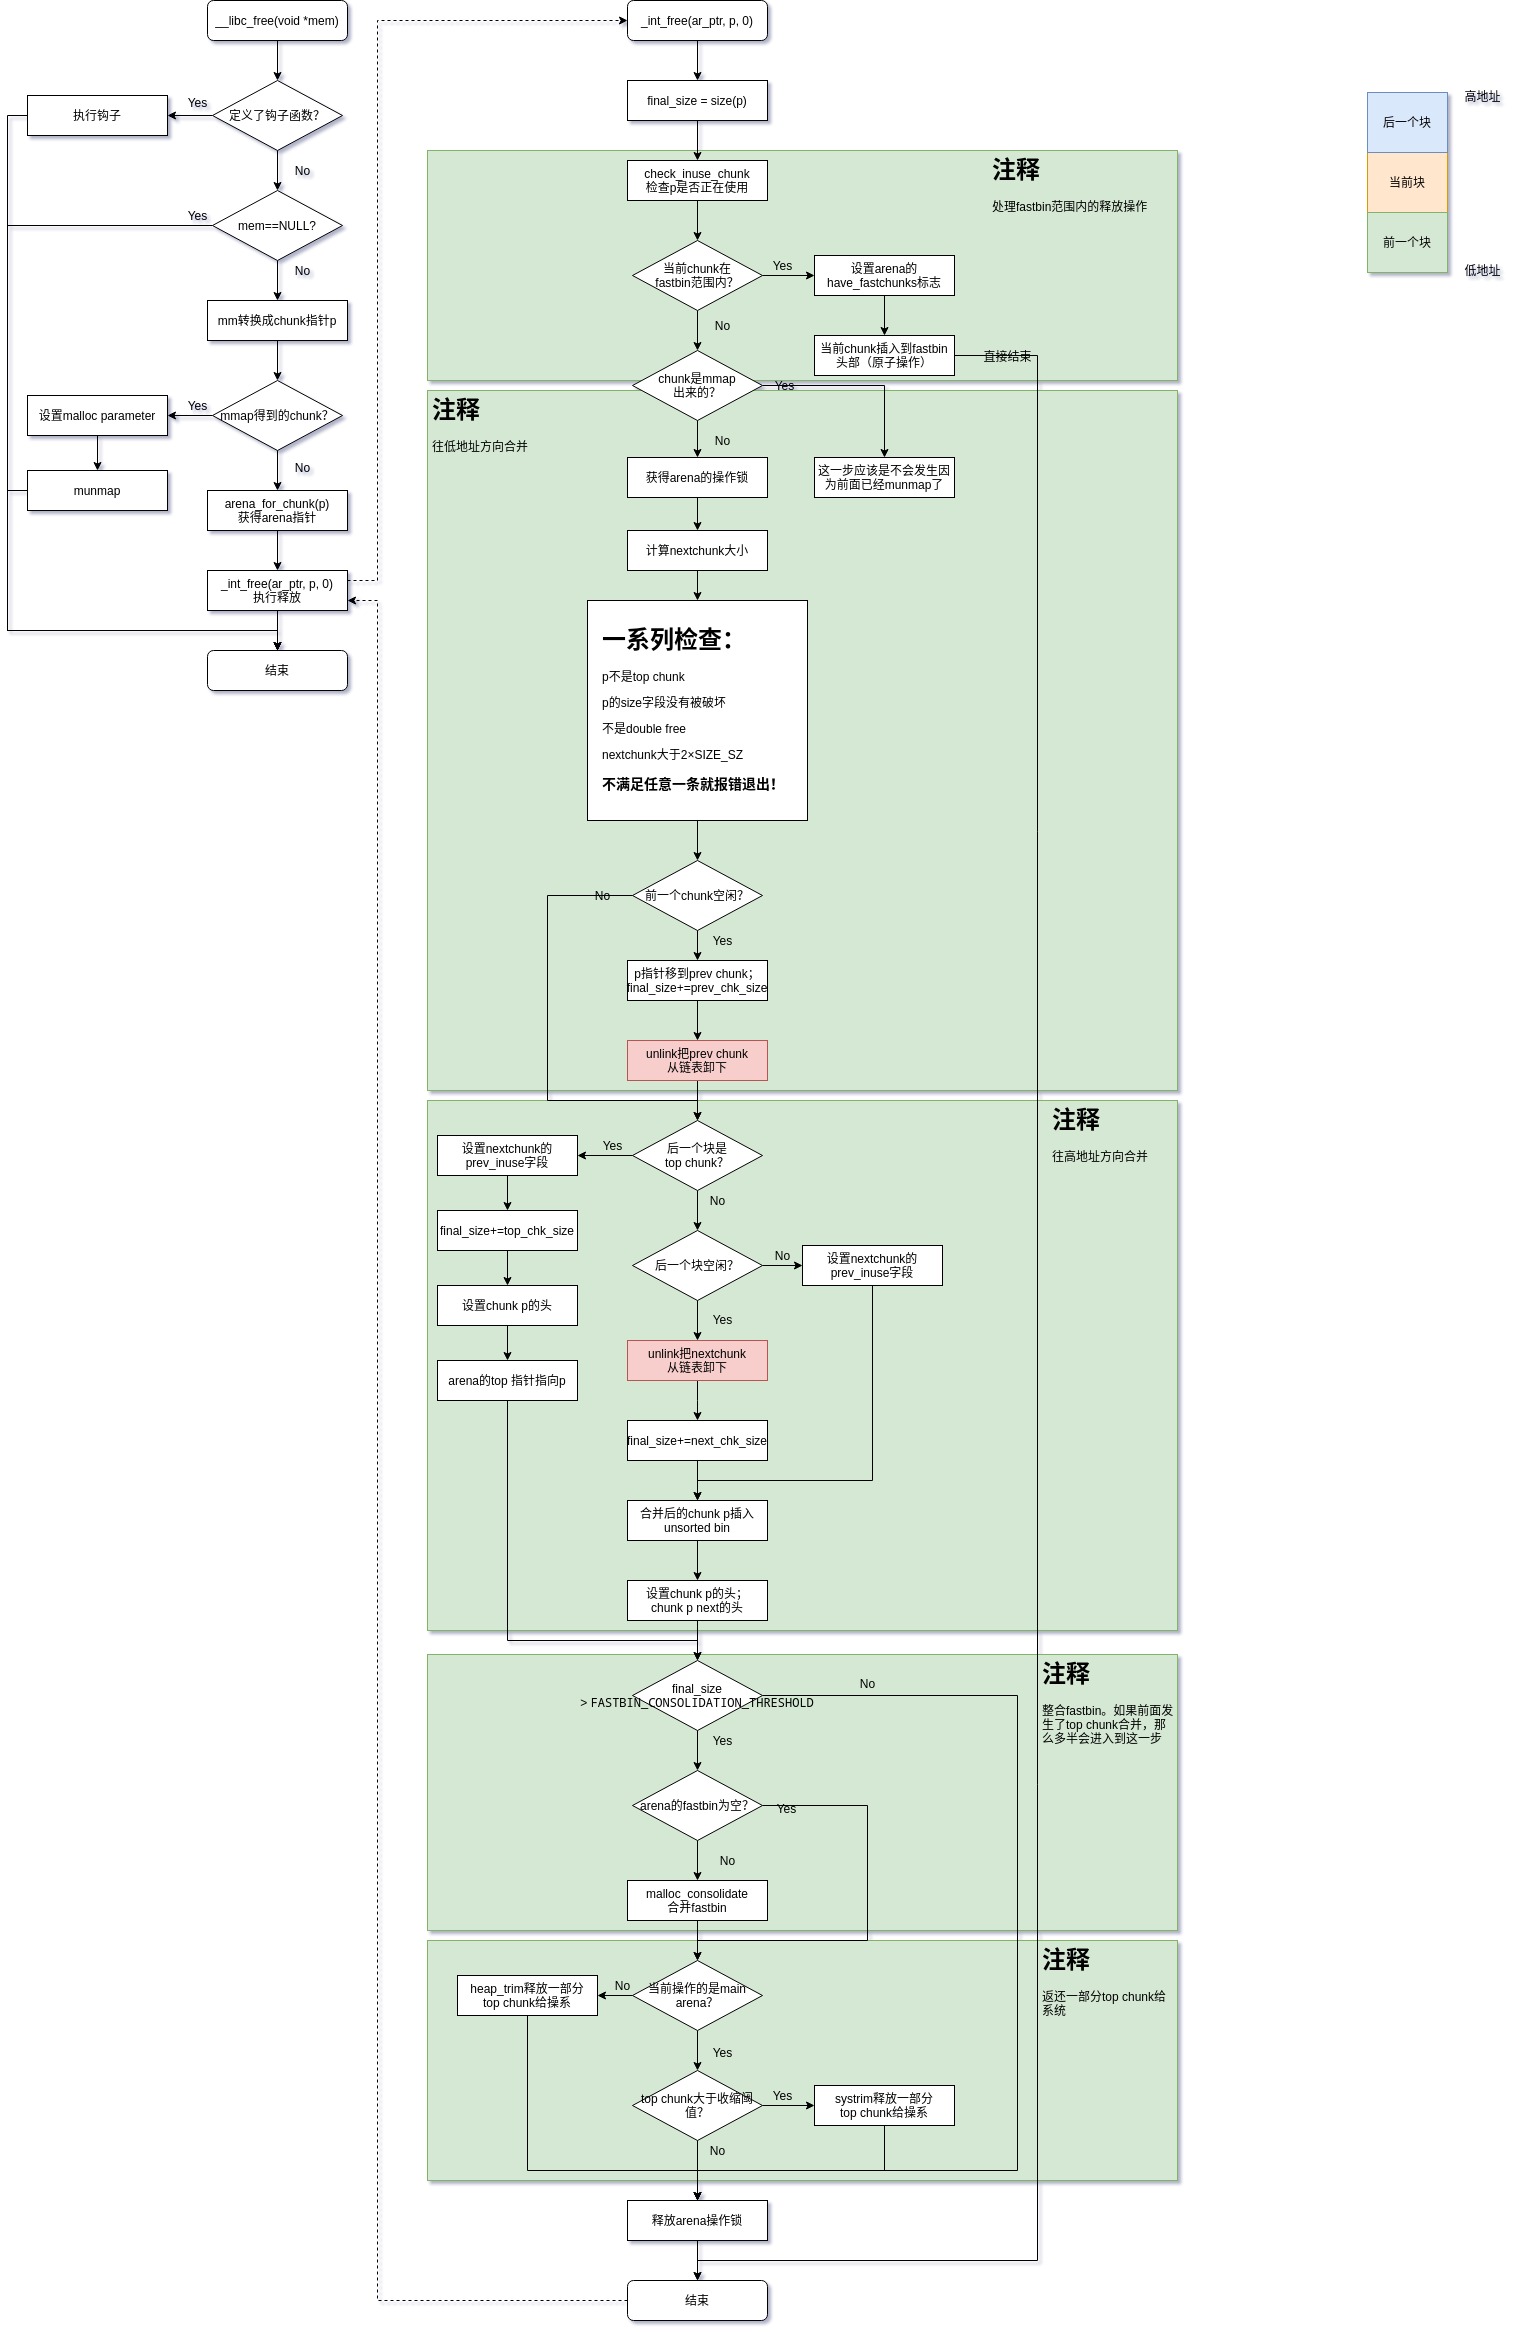 __libc_free(void *mem)
定义了钩子函数?
Yes
执行钩子
No
mem==NULL?
Yes
No
mm转换成chunk指针p
mmap得到的chunk?
Yes
设置malloc parameter
munmap
No
arena_for_chunk(p)
获得arena指针
_int_free(ar_ptr, p, 0)
执行释放
结束
_int_free(ar_ptr, p, 0)
final_size = size(p)
注释
处理fastbin范围内的释放操作
check_inuse_chunk
检查p是否正在使用
当前chunk在
fastbin范围内?
Yes
设置arena的
have_fastchunks标志
当前chunk插入到fastbin
头部（原子操作）
直接结束
No
chunk是mmap
出来的?
Yes
这一步应该是不会发生因
为前面已经munmap了
注释
往低地址方向合并
No
获得arena的操作锁
计算nextchunk大小
一系列检查：
p不是top chunk
p的size字段没有被破坏
不是double free
nextchunk大于2×SIZE_SZ
不满足任意一条就报错退出!
前一个chunk空闲?
No
Yes
p指针移到prev chunk；
final_size+=prev_chk_size
unlink把prev chunk
从链表卸下
注释
往高地址方向合并
后一个块是
top chunk?
Yes
设置nextchunk的
prev_inuse字段
final_size+=top_chk_size
设置chunk p的头
arena的top 指针指向p
No
后一个块空闲?
No
设置nextchunk的
prev_inuse字段
Yes
unlink把nextchunk
从链表卸下
final_size+=next_chk_size
合并后的chunk p插入
unsorted bin
设置chunk p的头；
chunk p next的头
注释
整合fastbin。如果前面发
生了top chunk合并，那
么多半会进入到这一步
final_size
> FASTBIN_CONSOLIDATION_THRESHOLD
No
Yes
arena的fastbin为空?
Yes
No
malloc_consolidate
合并fastbin
注释
返还一部分top chunk给
系统
当前操作的是main
arena?
No
heap_trim释放一部分
top chunk给操系
Yes
top chunk大于收缩阈
值?
Yes
systrim释放一部分
top chunk给操系
No
释放arena操作锁
结束
高地址
后一个块
当前块
前一个块
低地址